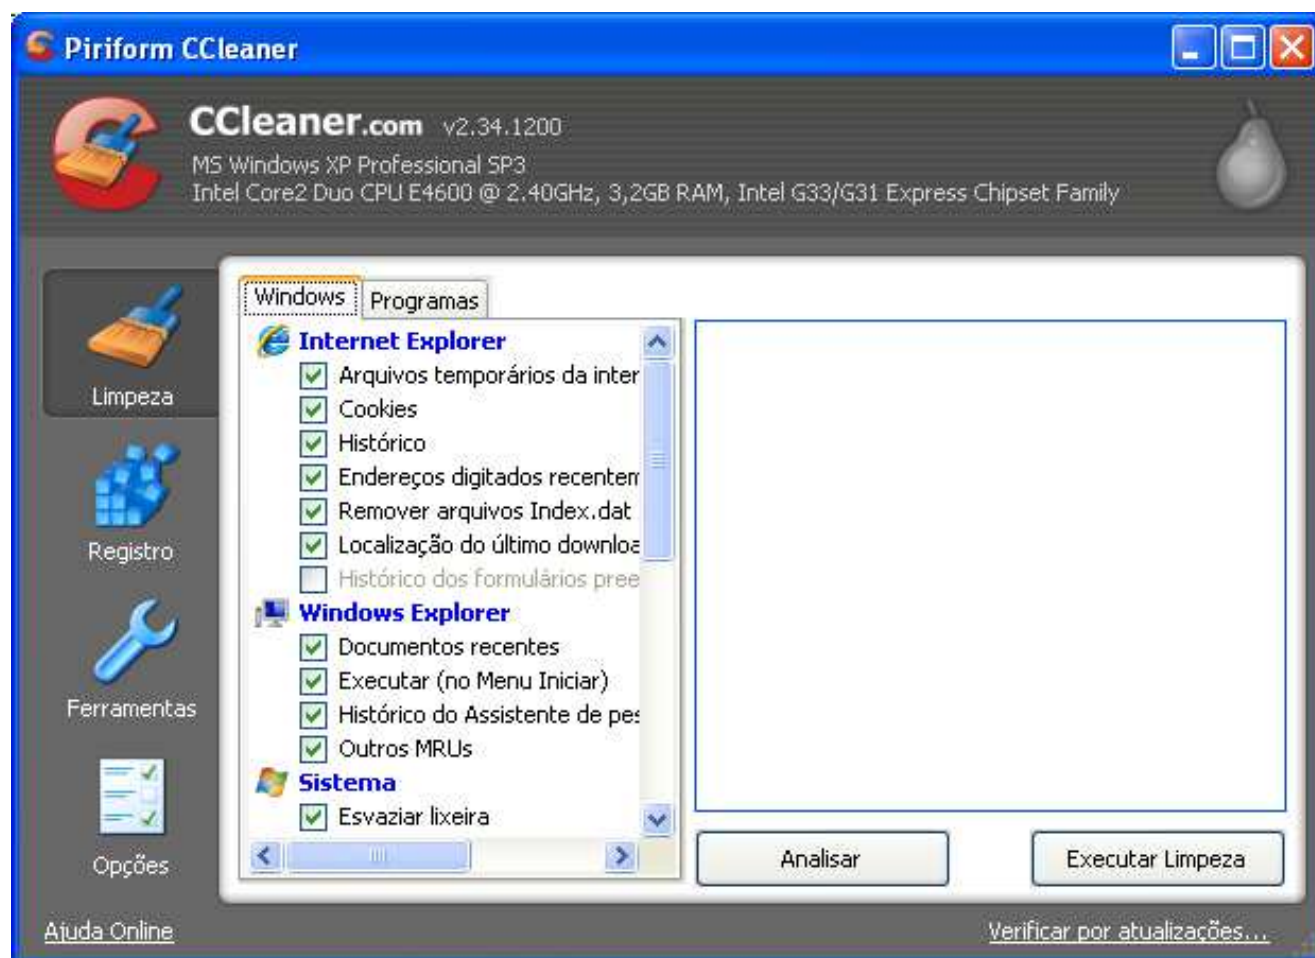 Piriform CCleaner
CCleaner.com v2.34.1200
MS Windows XP Professional SP3
Intel Core2 Duo CPU E4600 @ 2.40GHz, 3,2GB RAM, Intel G33/G31 Express Chipset Family
Limpeza
Registro
Ferramentas
Opções
Windows
Programas
Internet Explorer
Arquivos temporários da inter
Cookies
Histórico
Endereços digitados recentem
Remover arquivos Index.dat
Localização do último downloa
Histórico dos formulários pree
Windows Explorer
Documentos recentes
Executar (no Menu Iniciar)
Histórico do Assistente de pes
Outros MRUs
Sistema
Esvaziar lixeira
Analisar
Executar Limpeza
Ajuda Online
Verificar por atualizações...